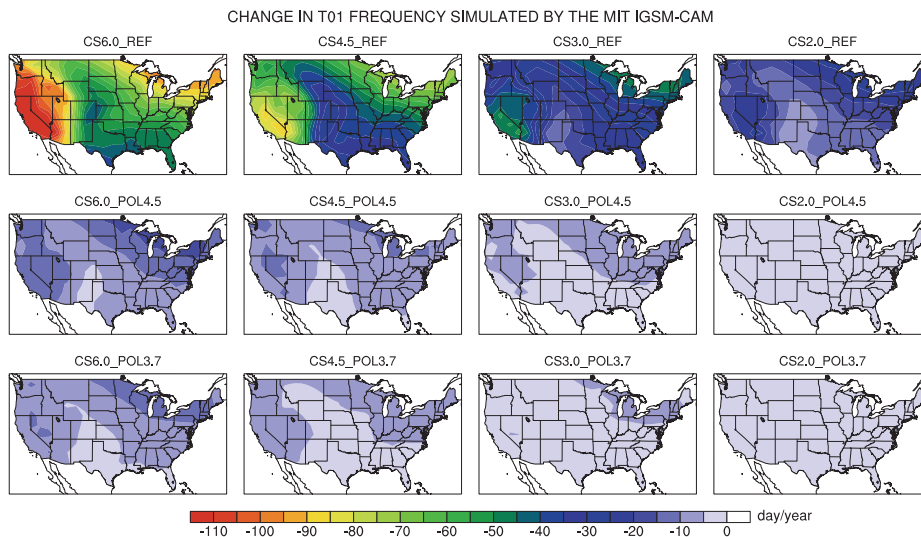 CHANGE IN T01 FREQUENCY SIMULATED BY THE MIT IGSM-CAM
CS6.0_REF CS4.5_REF CS3.0_REF CS2.0_REF
CS6.0_POL4.5 CS4.5_POL4.5 CS3.0_POL4.5 CS2.0_POL4.5
CS6.0_POL3.7 CS4.5_POL3.7 CS3.0_POL3.7 CS2.0_POL3.7
-110 -100 -90 -80 -70 -60 -50 -40 -30 -20 -10 0 day/year